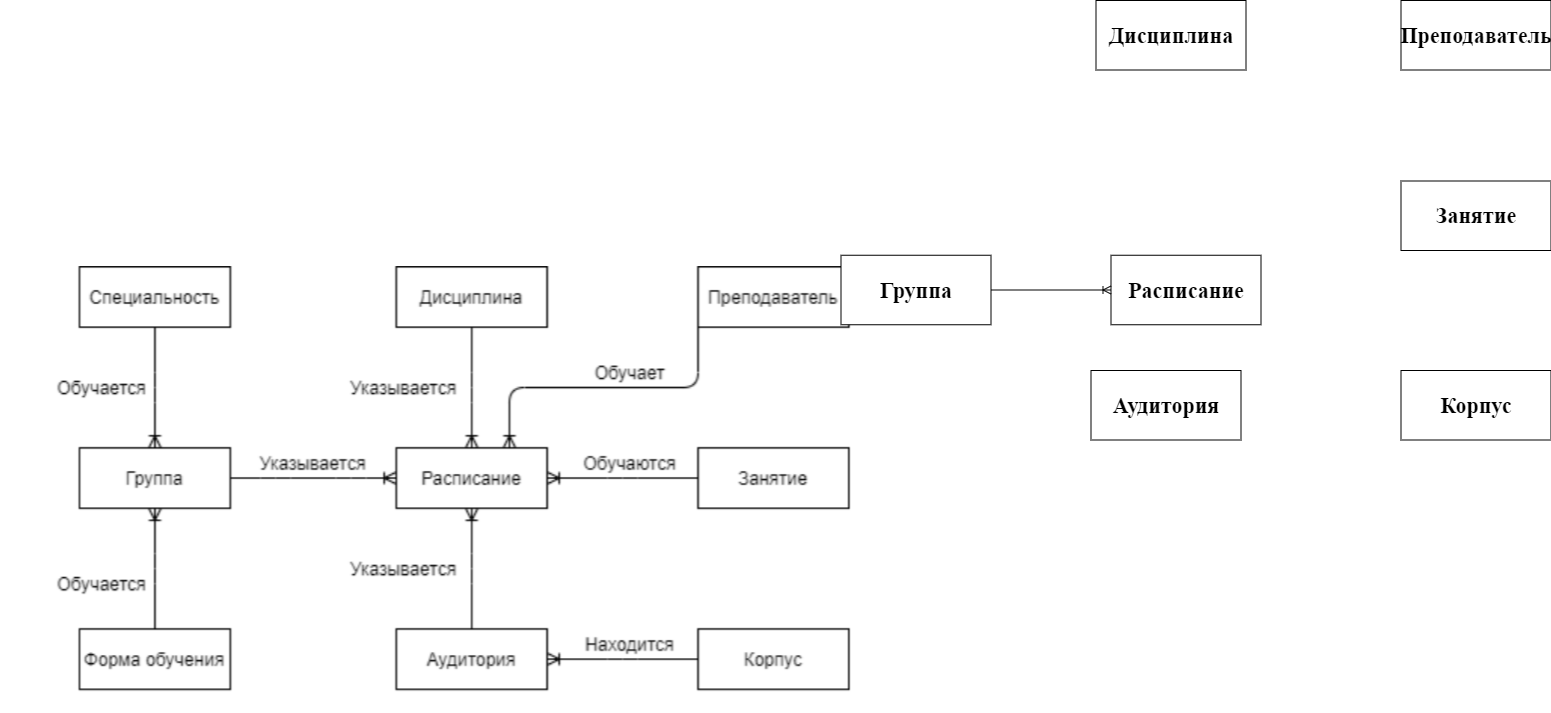 Дисциплина
Преподаватель
Занятие
Группа
Расписание
Аудитория
Корпус
Специальность
Дисциплина
Преподаватель
Обучается
Указывается
Обучает
Группа
Указывается
Расписание
Обучаются
Занятие
Обучается
Указывается
Форма обучения
Аудитория
Находится
Корпус